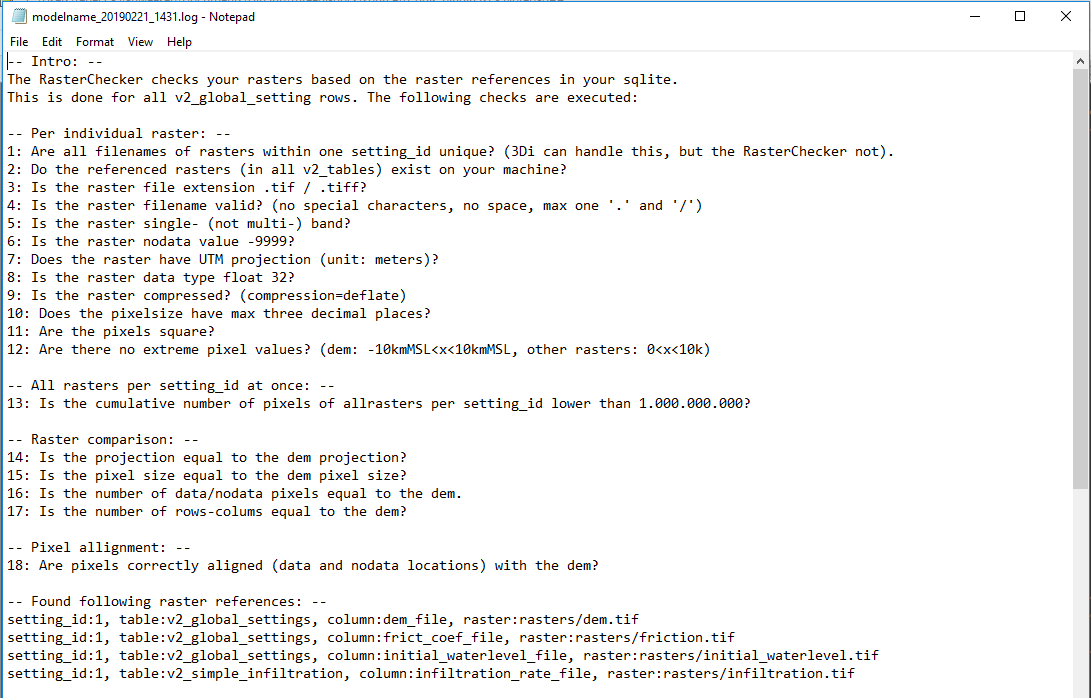 modelname_20190221_1431.log - Notepad
File Edit Format View Help
-- Intro: --
The RasterChecker checks your rasters based on the raster references in your sqlite.
This is done for all v2_global_setting rows. The following checks are executed:
-- Per individual raster: --
1: Are all filenames of rasters within one setting_id unique? (3Di can handle this, but the RasterChecker not).
2: Do the referenced rasters (in all v2_tables) exist on your machine?
3: Is the raster file extension .tif / .tiff?
4: Is the raster filename valid? (no special characters, no space, max one '.' and '/')
5: Is the raster single- (not multi-) band?
6: Is the raster nodata value -9999?
7: Does the raster have UTM projection (unit: meters)?
8: Is the raster data type float 32?
9: Is the raster compressed? (compression=deflate)
10: Does the pixelsize have max three decimal places?
11: Are the pixels square?
12: Are there no extreme pixel values? (dem: -10kmMSL<x<10kmMSL, other rasters: 0<x<10k)
-- All rasters per setting_id at once: --
13: Is the cumulative number of pixels of allrasters per setting_id lower than 1.000.000.000?
-- Raster comparison: --
14: Is the projection equal to the dem projection?
15: Is the pixel size equal to the dem pixel size?
16: Is the number of data/nodata pixels equal to the dem.
17: Is the number of rows-colums equal to the dem?
-- Pixel allignment: --
18: Are pixels correctly aligned (data and nodata locations) with the dem?
-- Found following raster references: --
setting_id:1, table:v2_global_settings, column:dem_file, raster:rasters/dem.tif
setting_id:1, table:v2_global_settings, column:frict_coef_file, raster:rasters/friction.tif
setting_id:1, table:v2_global_settings, column:initial_waterlevel_file, raster:rasters/initial_waterlevel.tif
setting_id:1, table:v2_simple_infiltration, column:infiltration_rate_file, raster:rasters/infiltration.tif